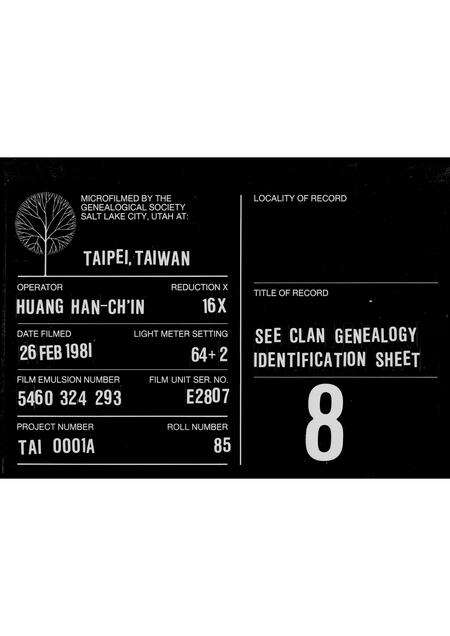 MICROFILMED BY THE
GENEALOGICAL SOCIETY
SALT LAKE CITY, UTAH AT:
TAIPEI, TAIWAN
OPERATOR REDUCTION X
HUANG HAN-CH'IN 16X
DATE FILMED LIGHT METER SETTING
26 FEB 1981 64+2
FILM EMULSION NUMBER FILM UNIT SER. NO.
5460 324 293 E2807
PROJECT NUMBER ROLL NUMBER
TAI 0001A 85
LOCALITY OF RECORD
TITLE OF RECORD
SEE CLAN GENEALOGY
IDENTIFICATION SHEET
8